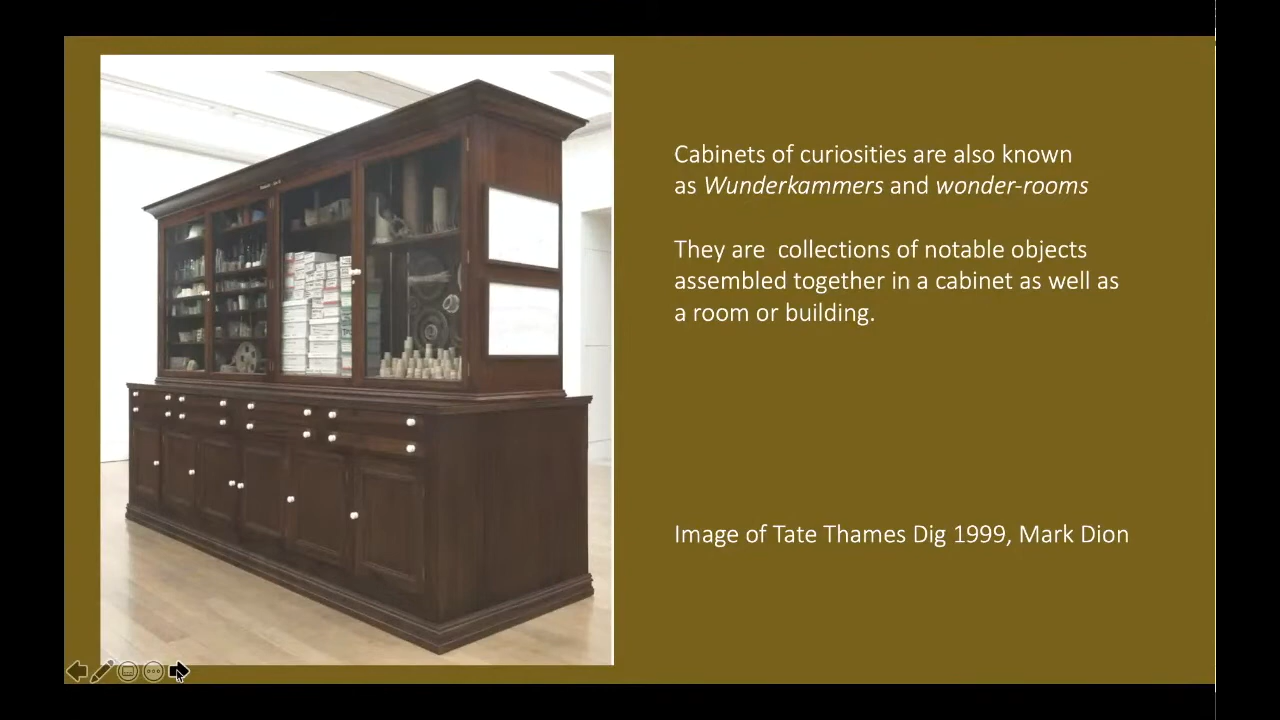 Cabinets of curiosities are also known
as Wunderkammers and wonder-rooms
They are collections of notable objects
assembled together in a cabinet as well as
a room or building.
Image of Tate Thames Dig 1999, Mark Dion